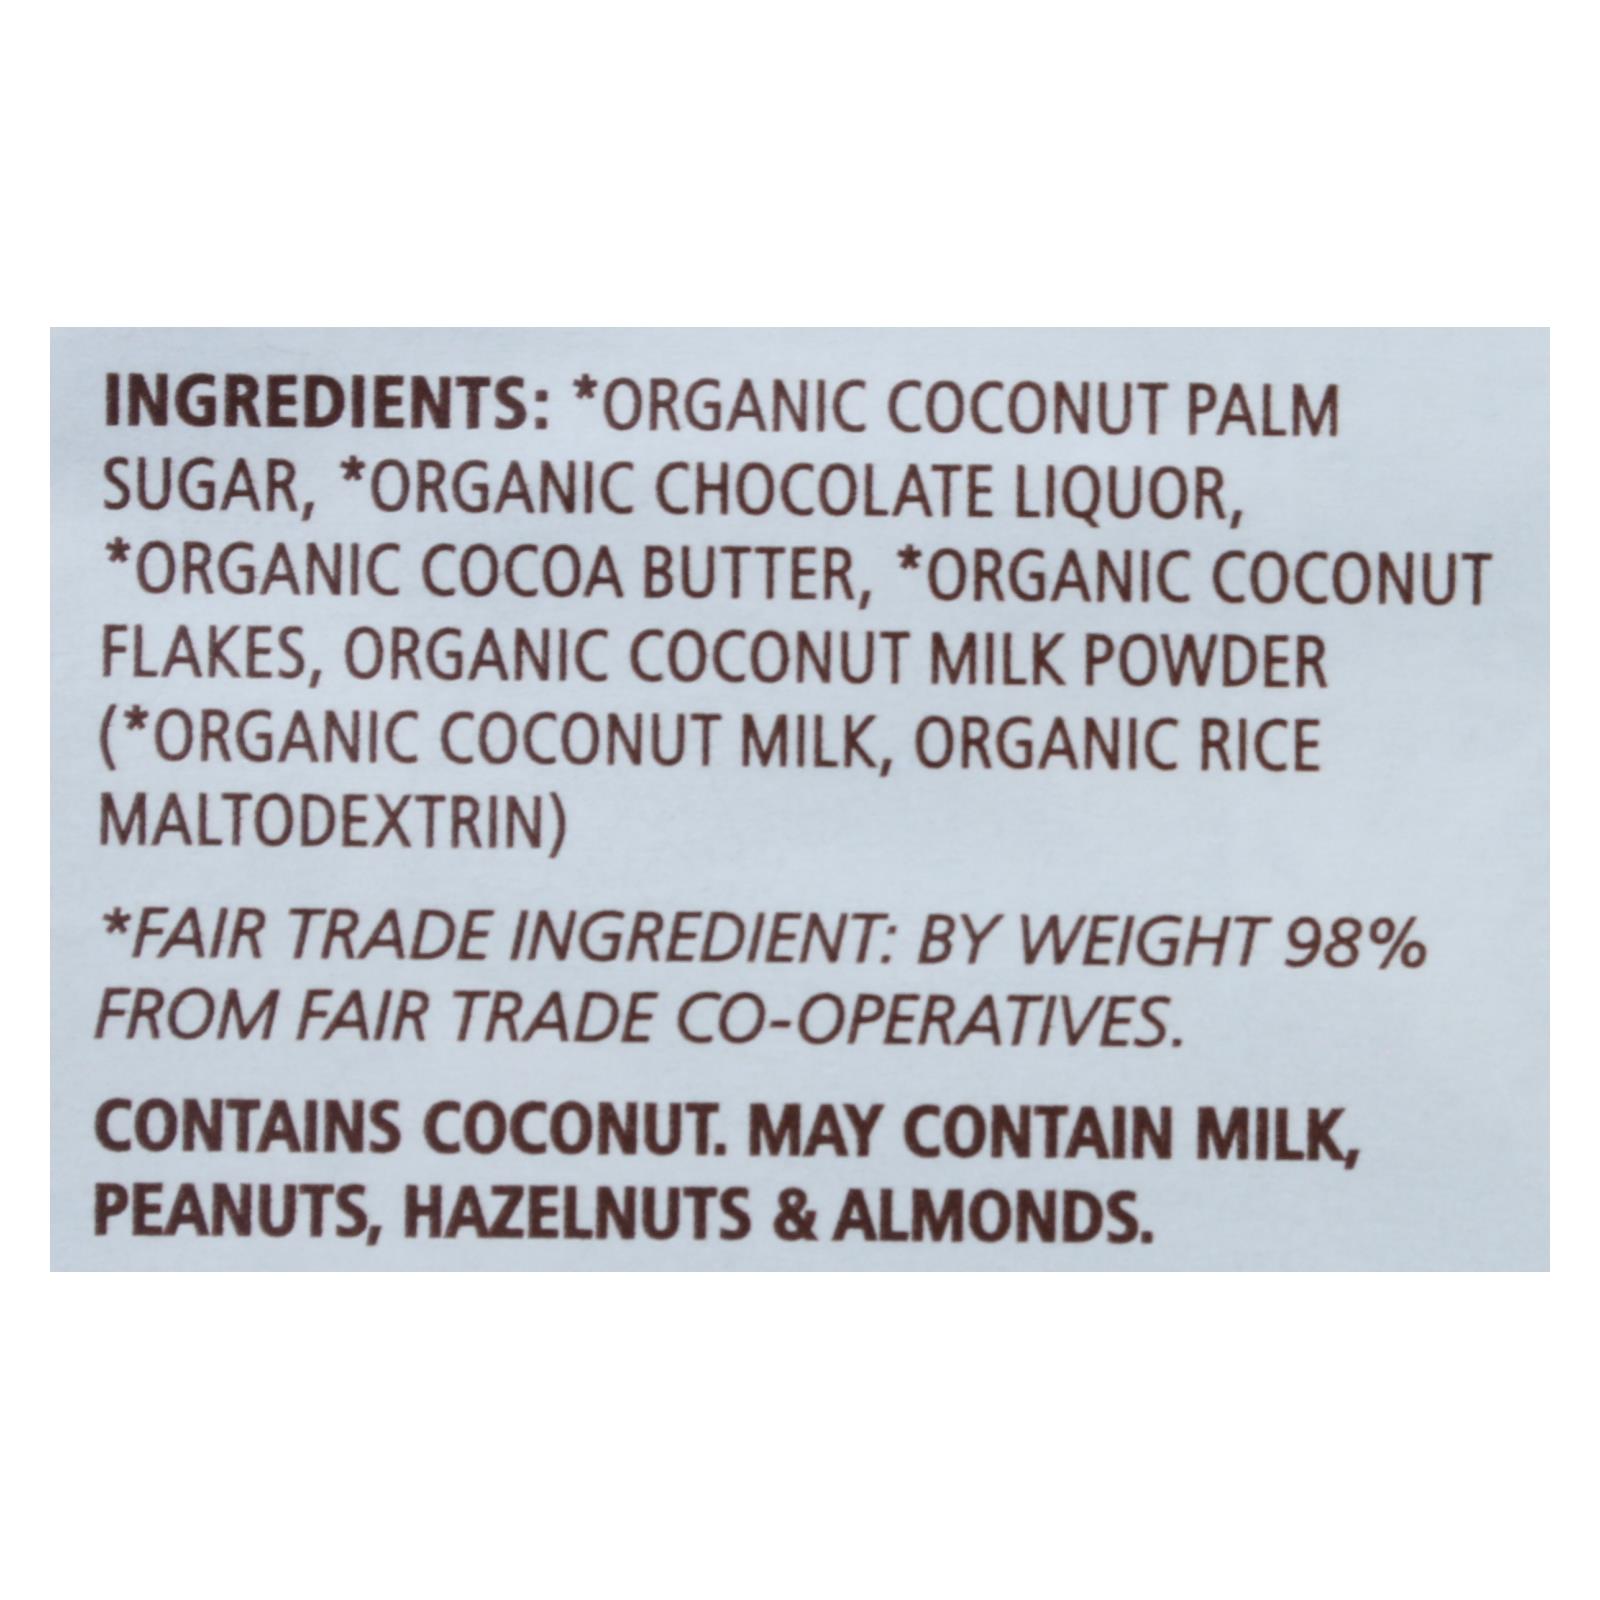 INGREDIENTS: *ORGANIC COCONUT PALM
SUGAR, *ORGANIC CHOCOLATE LIQUOR,
*ORGANIC COCOA BUTTER, *ORGANIC COCONUT
FLAKES, ORGANIC COCONUT MILK POWDER
(*ORGANIC COCONUT MILK, ORGANIC RICE
MALTODEXTRIN)
*FAIR TRADE INGREDIENT: BY WEIGHT 98%
FROM FAIR TRADE CO-OPERATIVES.
CONTAINS COCONUT. MAY CONTAIN MILK,
PEANUTS, HAZELNUTS & ALMONDS.